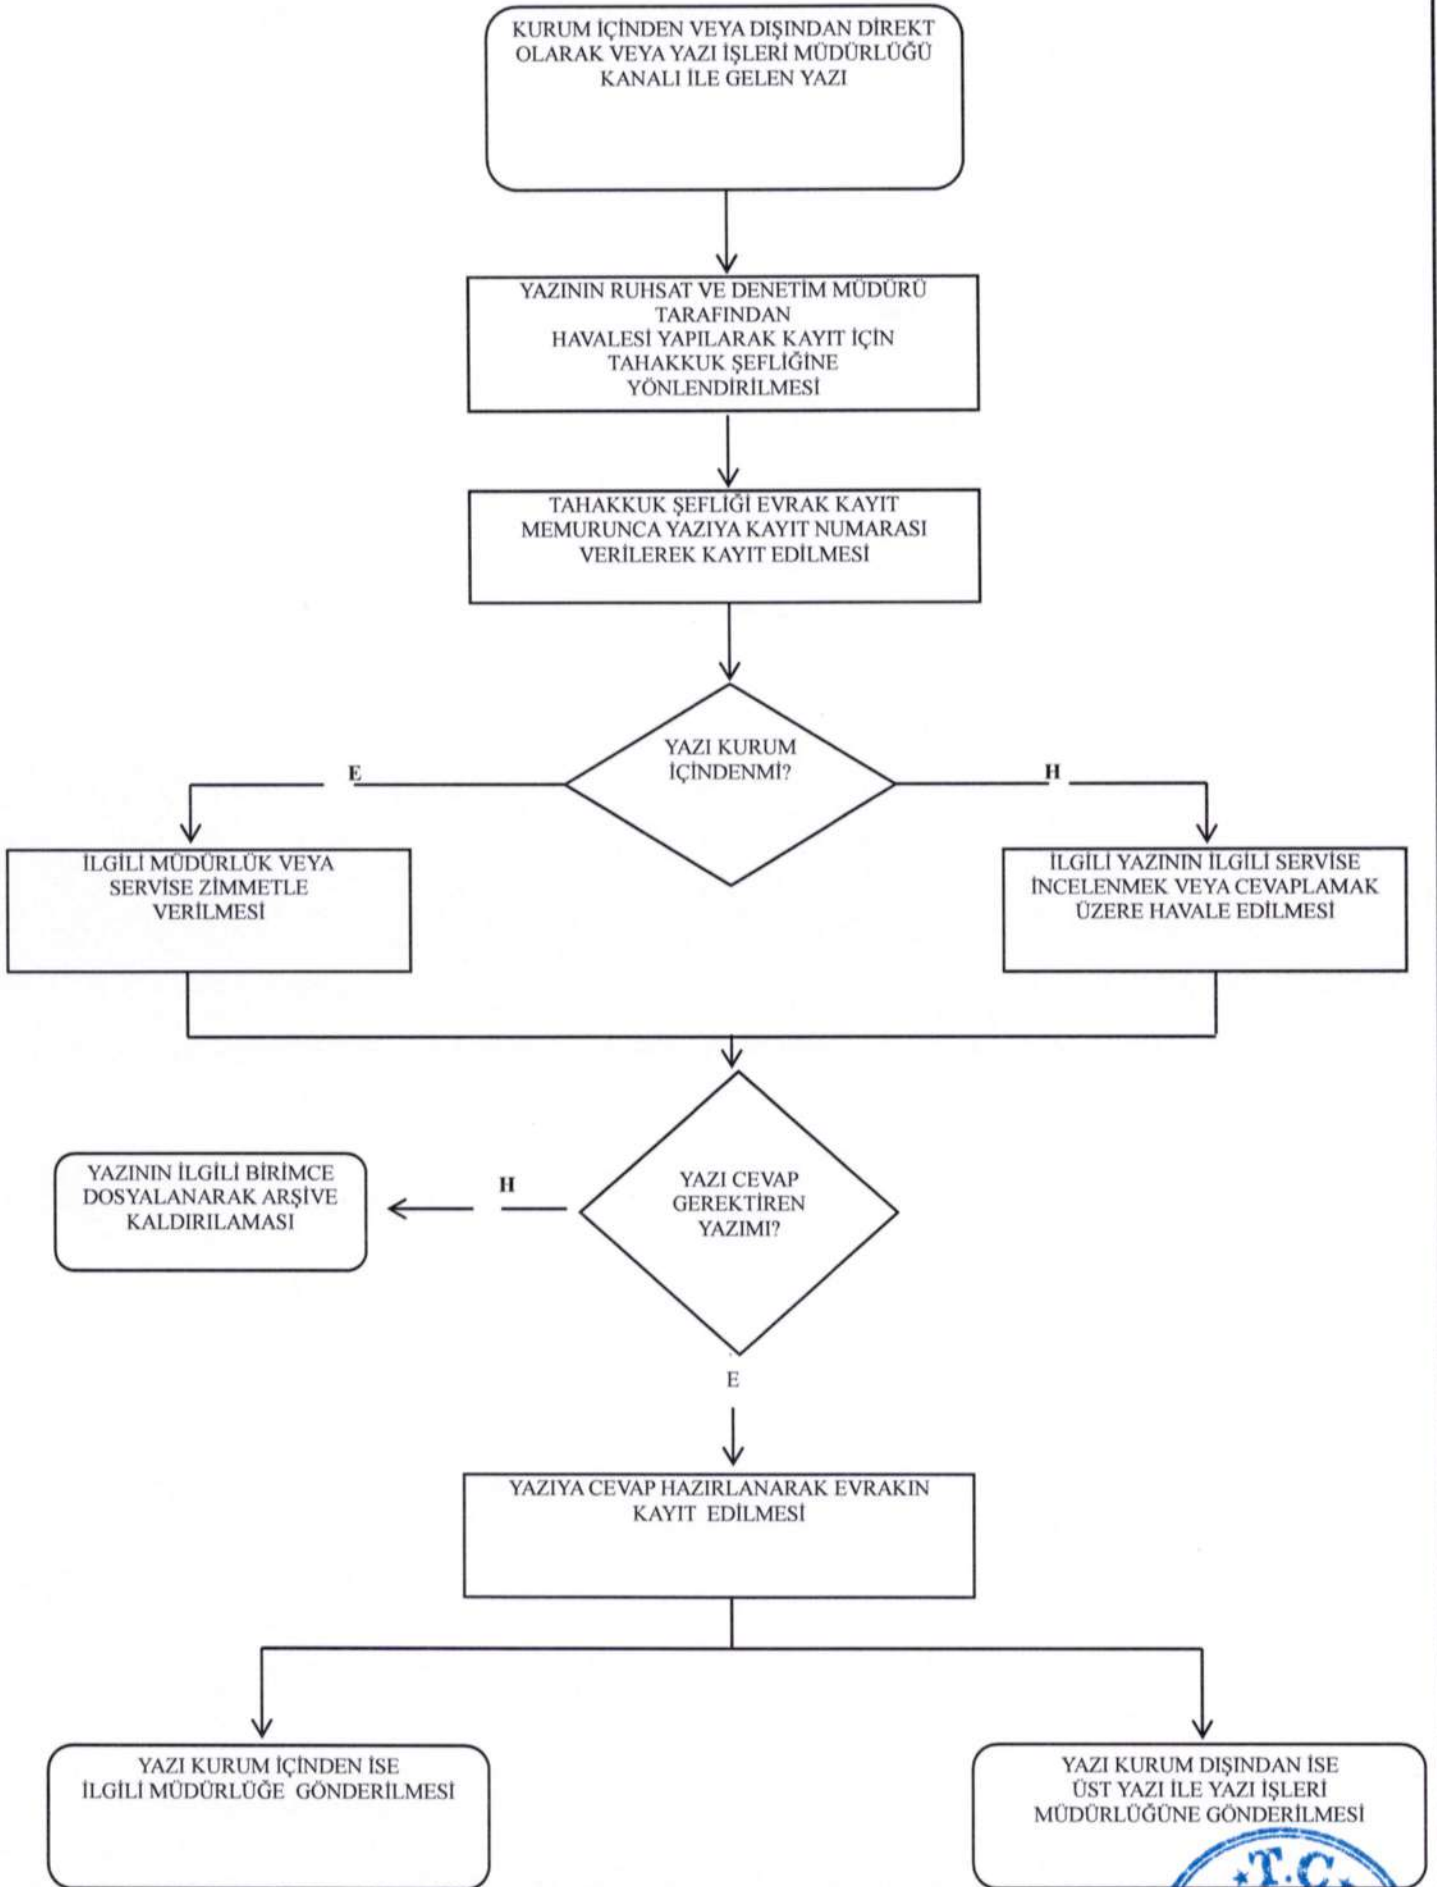 KURUM İÇİNDEN VEYA DIŞINDAN DİREKT
OLARAK VEYA YAZI İŞLERİ MÜDÜRLÜĞÜ
KANALI İLE GELEN YAZI
YAZININ RUHSAT VE DENETİM MÜDÜRÜ
TARAFINDAN
HAVALESİ YAPILARAK KAYIT İÇİN
TAHAKKUK ŞEFLİĞİNE
YÖNLENDİRİLMESİ
TAHAKKUK ŞEFLİĞİ EVRAK KAYIT
MEMURUNCA YAZIYA KAYIT NUMARASI
VERİLEREK KAYIT EDİLMESİ
YAZI KURUM
İÇİNDENMİ?
E
H
İLGİLİ MÜDÜRLÜK VEYA
SERVİSE ZİMMETLE
VERİLMESİ
İLGİLİ YAZININ İLGİLİ SERVİSE
İNCELENMEK VEYA CEVAPLAMAK
ÜZERE HAVALE EDİLMESİ
YAZI CEVAP
GEREKTİREN
YAZIMI?
H
YAZININ İLGİLİ BİRİMCE
DOSYALANARAK ARŞİVE
KALDIRILAMASI
E
YAZIYA CEVAP HAZIRLANARAK EVRAKIN
KAYIT EDİLMESİ
YAZI KURUM İÇİNDEN İSE
İLGİLİ MÜDÜRLÜĞE GÖNDERİLMESİ
YAZI KURUM DIŞINDAN İSE
ÜST YAZI İLE YAZI İŞLERİ
MÜDÜRLÜĞÜNE GÖNDERİLMESİ
T.C